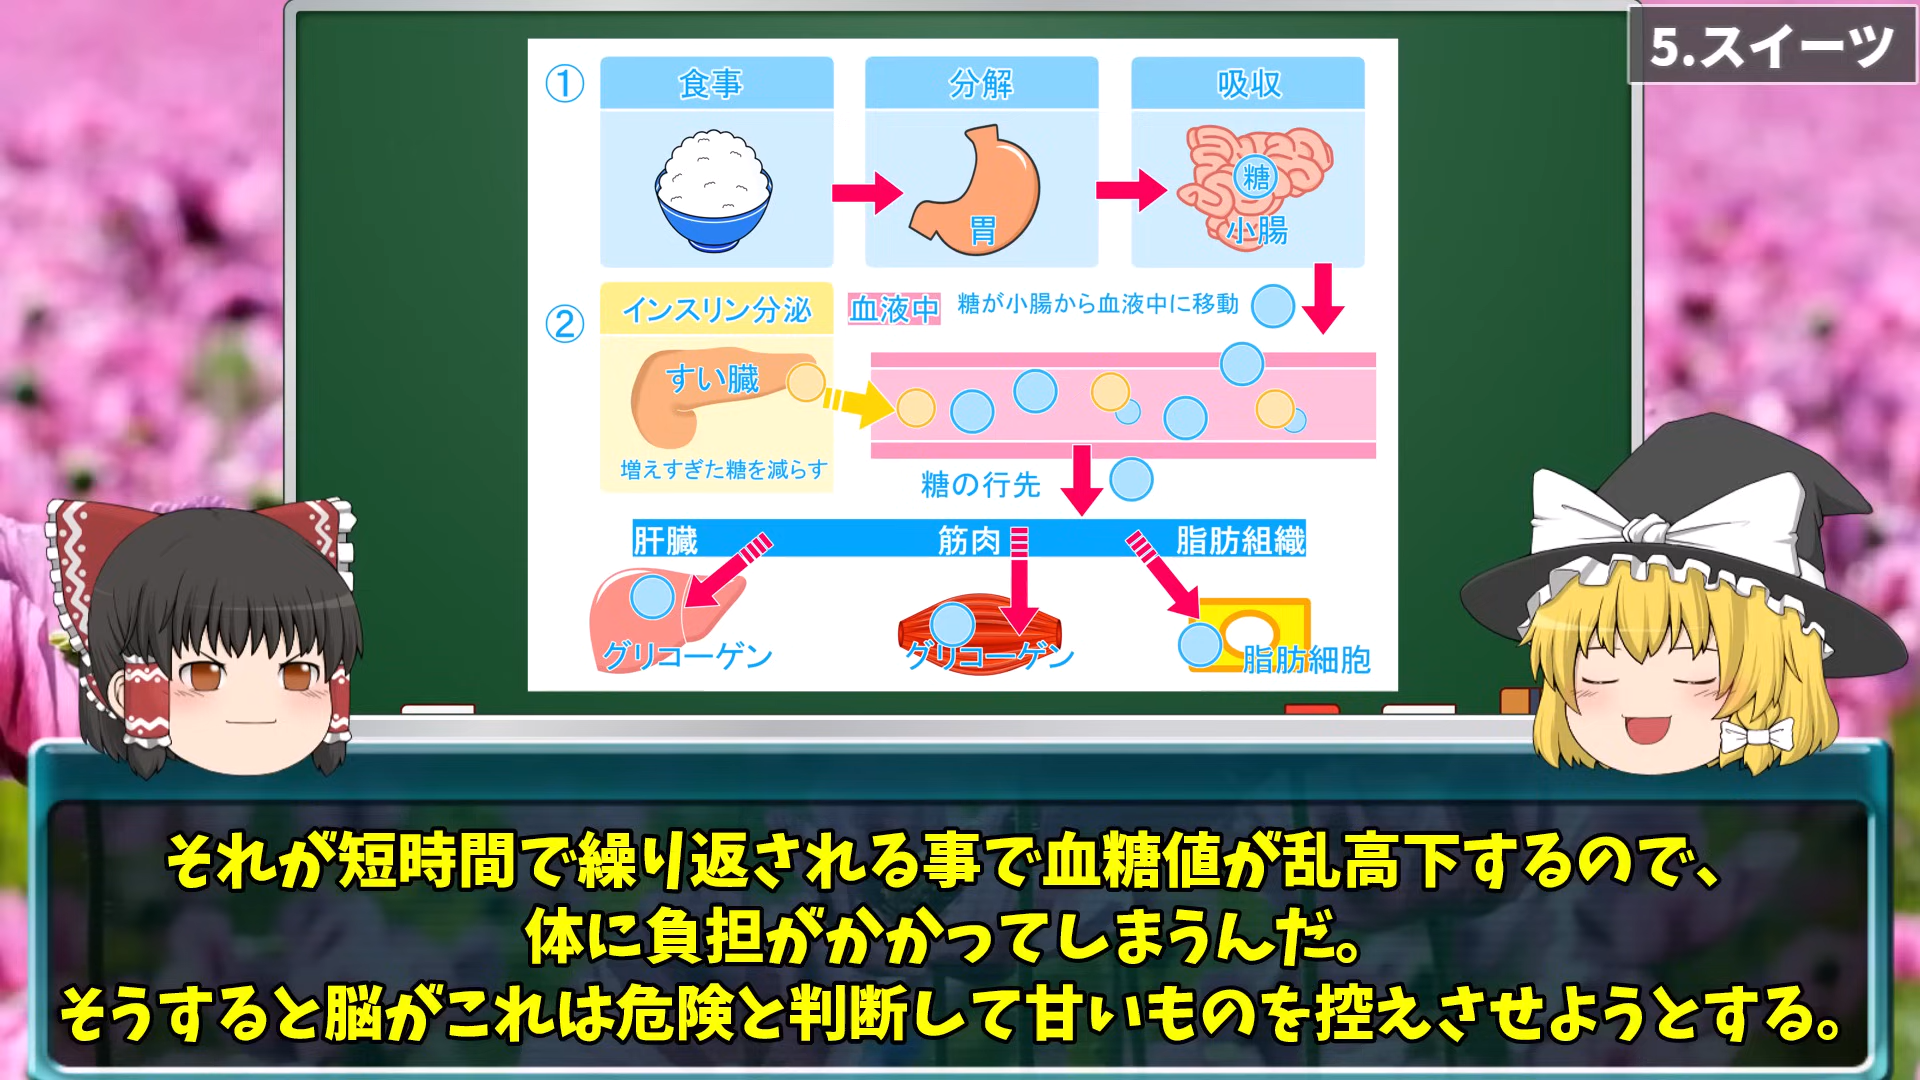 5.スイーツ
① 食事 分解 吸収
糖
胃 小腸
② インスリン分泌 血液中 糖が小腸から血液中に移動
すい臓
増えすぎた糖を減らす
糖の行先
肝臓 筋肉 脂肪組織
グリコーゲン グリコーゲン 脂肪細胞
それが短時間で繰り返される事で血糖値が乱高下するので、
体に負担がかかってしまうんだ。
そうすると脳がこれは危険と判断して甘いものを控えさせようとする。